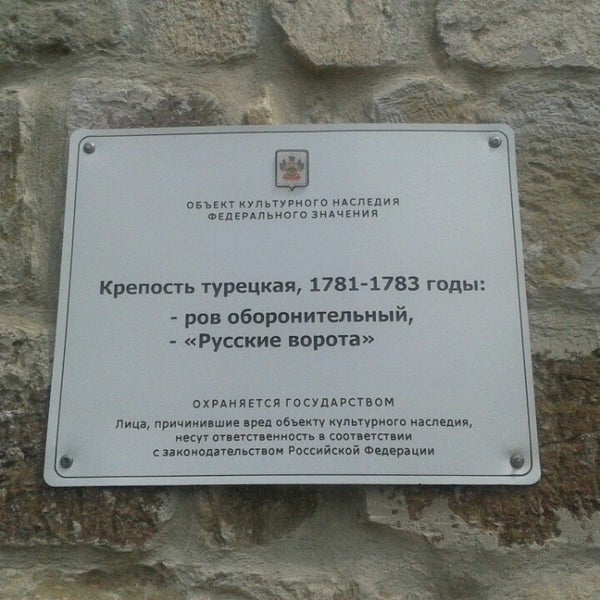 ОБЪЕКТ КУЛЬТУРНОГО НАСЛЕДИЯ
ФЕДЕРАЛЬНОГО ЗНАЧЕНИЯ
Крепость турецкая, 1781-1783 годы:
- ров оборонительный,
- «Русские ворота»
ОХРАНЯЕТСЯ ГОСУДАРСТВОМ
Лица, причинившие вред объекту культурного наследия,
несут ответственность в соответствии
с законодательством Российской Федерации